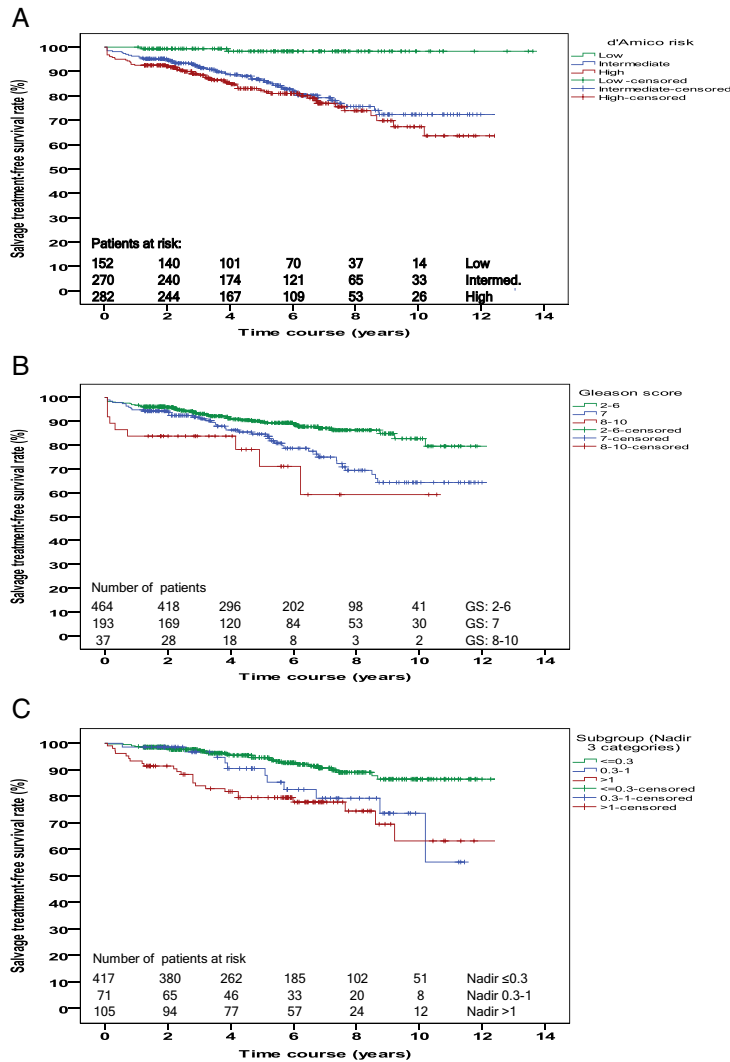 A
d'Amico risk
Low
Intermediate
High
Low-censored
Intermediate-censored
High-censored
Salvage treatment-free survival rate (%)
100
90
80
70
60
50
40
30
20
10
0
Patients at risk:
152 140 101 70 37 14 Low
270 240 174 121 65 33 Intermed.
282 244 167 109 53 26 High
0 2 4 6 8 10 12 14
Time course (years)
B
Gleason score
2-6
7
8-10
2-6-censored
7-censored
8-10-censored
Salvage treatment-free survival rate (%)
100
90
80
70
60
50
40
30
20
10
0
Number of patients
464 418 296 202 98 41 GS: 2-6
193 169 120 84 53 30 GS: 7
37 28 18 8 3 2 GS: 8-10
0 2 4 6 8 10 12 14
Time course (years)
C
Subgroup (Nadir
3 categories)
<=0.3
0.3-1
>1
<=0.3-censored
0.3-1-censored
>1-censored
Salvage treatment-free survival rate (%)
100
90
80
70
60
50
40
30
20
10
0
Number of patients at risk
417 380 262 185 102 51 Nadir ≤0.3
71 65 46 33 20 8 Nadir 0.3-1
105 94 77 57 24 12 Nadir >1
0 2 4 6 8 10 12 14
Time course (years)